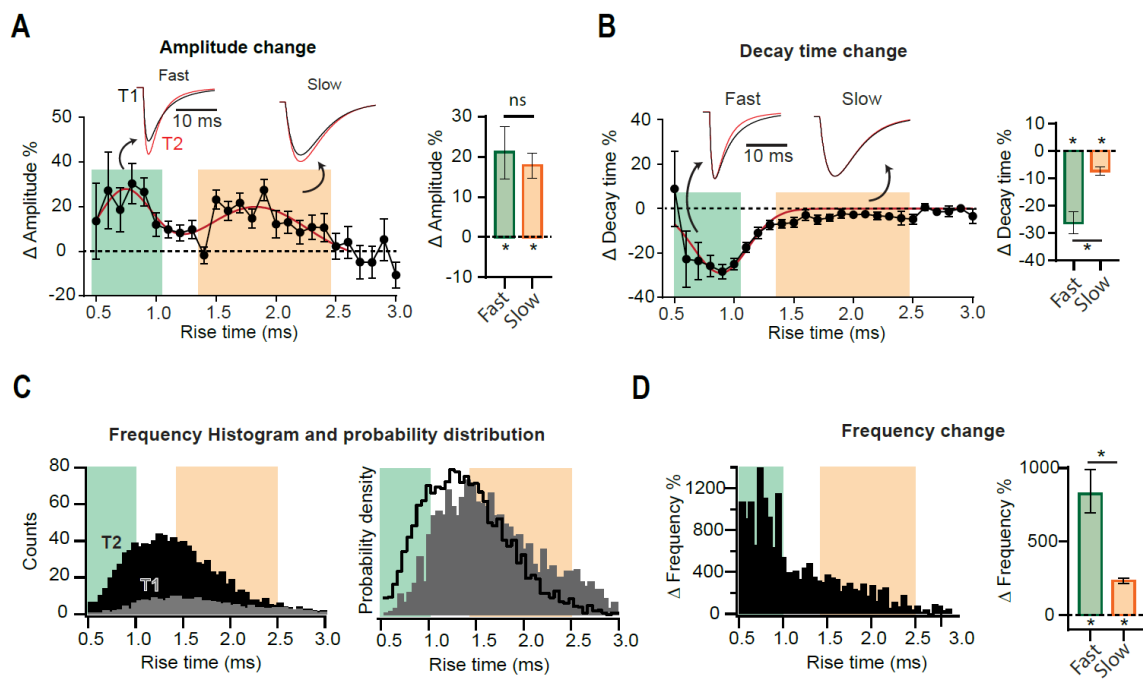 A
Amplitude change
T1
Fast
Slow
10 ms
T2
Δ Amplitude %
60
40
20
0
-20
0.5 1.0 1.5 2.0 2.5 3.0
Rise time (ms)
ns
Δ Amplitude %
30
20
10
0
-10
* *
Fast
Slow
B
Decay time change
Fast
Slow
10 ms
Δ Decay time %
40
20
0
-20
-40
0.5 1.0 1.5 2.0 2.5 3.0
Rise time (ms)
Δ Decay time %
* *
10
0
-10
-20
-30
-40
*
Fast
Slow
C
Frequency Histogram and probability distribution
Counts
80
60
40
20
0
T2
T1
0.5 1.0 1.5 2.0 2.5 3.0
Rise time (ms)
Probability density
0.5 1.0 1.5 2.0 2.5 3.0
Rise time (ms)
D
Frequency change
Δ Frequency %
1200
800
400
0
0.5 1.0 1.5 2.0 2.5 3.0
Rise time (ms)
*
Δ Frequency %
1000
500
0
* *
Fast
Slow